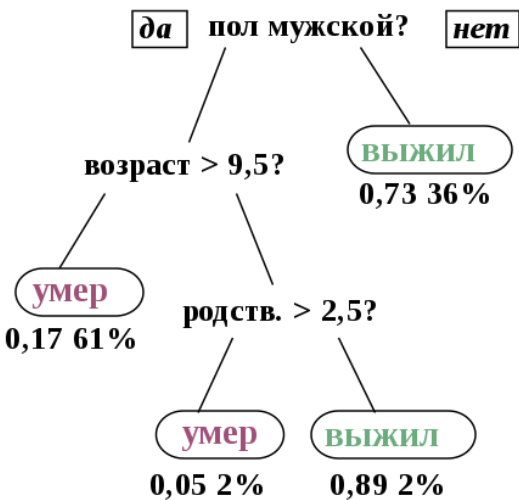 да пол мужской? нет
выжил
возраст > 9,5?
0,73 36%
умер
родств. > 2,5?
0,17 61%
умер выжил
0,05 2% 0,89 2%